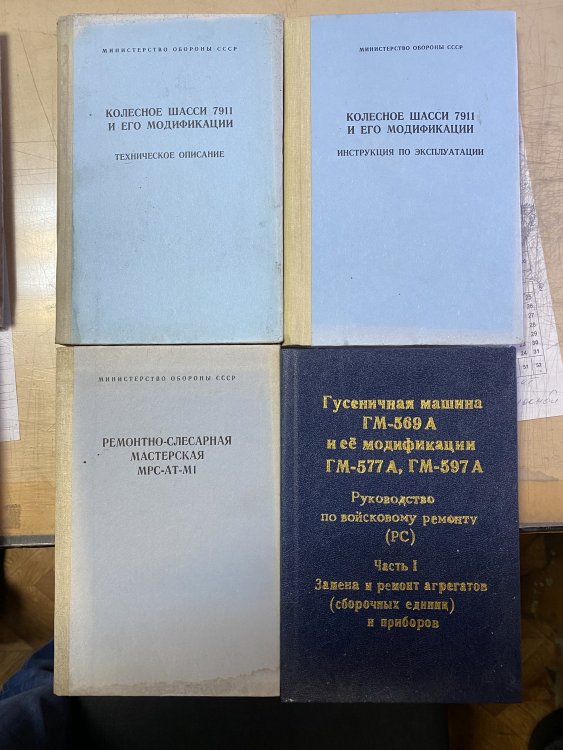 МИНИСТЕРСТВО ОБОРОНЫ СССР
КОЛЕСНОЕ ШАССИ 7911
И ЕГО МОДИФИКАЦИИ
ТЕХНИЧЕСКОЕ ОПИСАНИЕ
МИНИСТЕРСТВО ОБОРОНЫ СССР
КОЛЕСНОЕ ШАССИ 7911
И ЕГО МОДИФИКАЦИИ
ИНСТРУКЦИЯ ПО ЭКСПЛУАТАЦИИ
МИНИСТЕРСТВО ОБОРОНЫ СССР
РЕМОНТНО-СЛЕСАРНАЯ
МАСТЕРСКАЯ
МРС-АТ-М1
Гусеничная машина
ГМ-569А
и её модификации
ГМ-577А, ГМ-597А
Руководство
по войсковому ремонту
(РС)
Часть I
Замена и ремонт агрегатов
(сборочных единиц)
и приборов